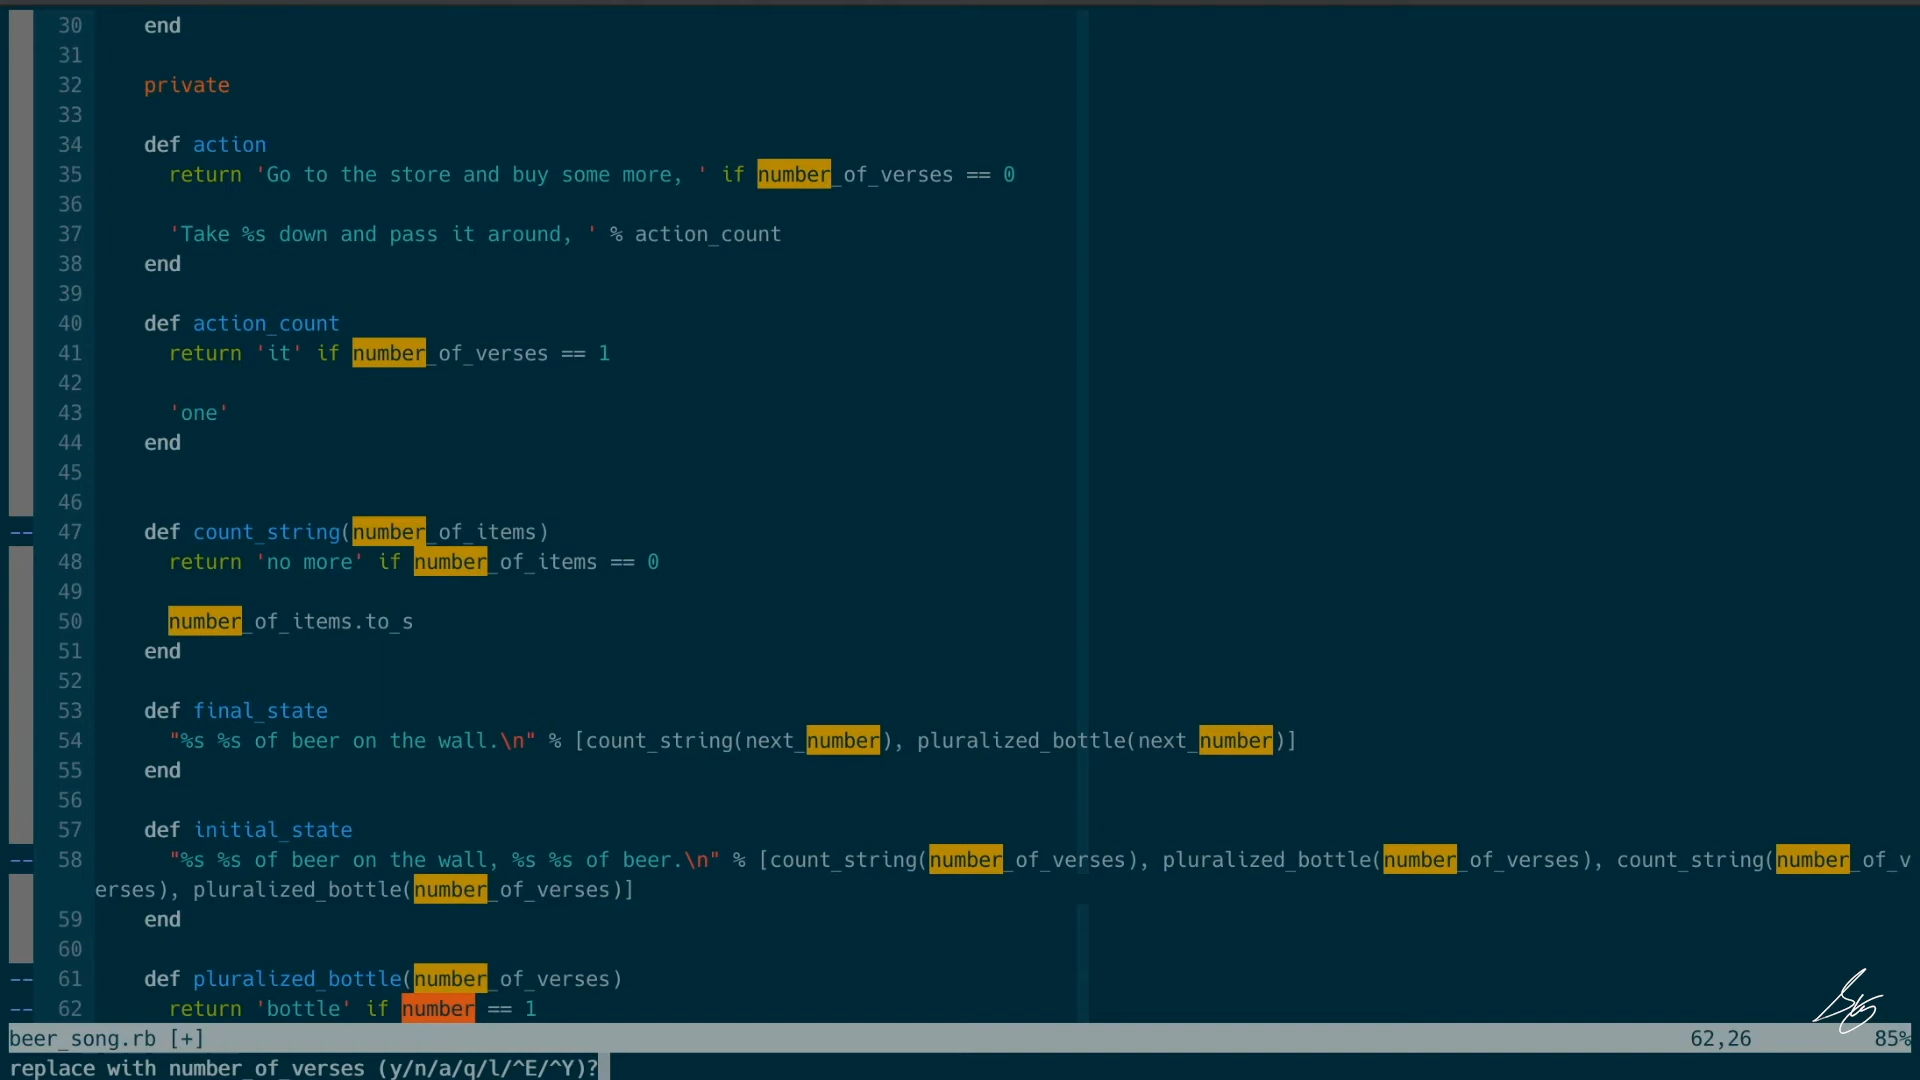 30 end
31
32 private
33
34 def action
35 return 'Go to the store and buy some more, ' if number_of_verses == 0
36
37 'Take %s down and pass it around, ' % action_count
38 end
39
40 def action_count
41 return 'it' if number_of_verses == 1
42
43 'one'
44 end
45
46
-- 47 def count_string(number_of_items)
48 return 'no more' if number_of_items == 0
49
50 number_of_items.to_s
51 end
52
53 def final_state
54 "%s %s of beer on the wall.\n" % [count_string(next_number), pluralized_bottle(next_number)]
55 end
56
57 def initial_state
-- 58 "%s %s of beer on the wall, %s %s of beer.\n" % [count_string(number_of_verses), pluralized_bottle(number_of_verses), count_string(number_of_v
erses), pluralized_bottle(number_of_verses)]
59 end
60
-- 61 def pluralized_bottle(number_of_verses)
-- 62 return 'bottle' if number == 1
beer_song.rb [+] 62,26 85%
replace with number_of_verses (y/n/a/q/l/^E/^Y)?